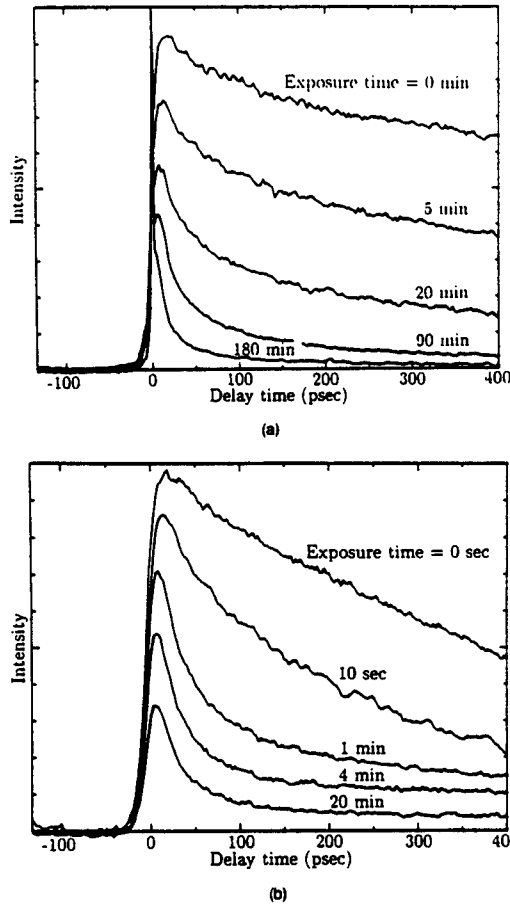 Exposure time = 0 min
5 min
20 min
90 min
180 min
Intensity
-100 0 100 200 300 400
Delay time (psec)
(a)
Exposure time = 0 sec
10 sec
1 min
4 min
20 min
Intensity
-100 0 100 200 300 40
Delay time (psec)
(b)